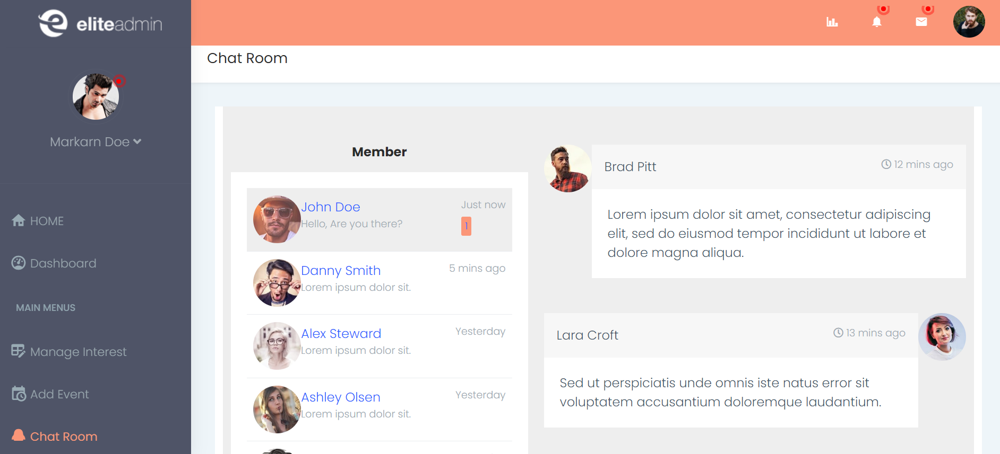 eliteadmin
Markarn Doe
HOME
Dashboard
MAIN MENUS
Manage Interest
Add Event
Chat Room
Chat Room
Member
John Doe
Just now
Hello, Are you there?
1
Danny Smith
5 mins ago
Lorem ipsum dolor sit.
Alex Steward
Yesterday
Lorem ipsum dolor sit.
Ashley Olsen
Yesterday
Lorem ipsum dolor sit.
Brad Pitt
12 mins ago
Lorem ipsum dolor sit amet, consectetur adipiscing
elit, sed do eiusmod tempor incididunt ut labore et
dolore magna aliqua.
Lara Croft
13 mins ago
Sed ut perspiciatis unde omnis iste natus error sit
voluptatem accusantium doloremque laudantium.